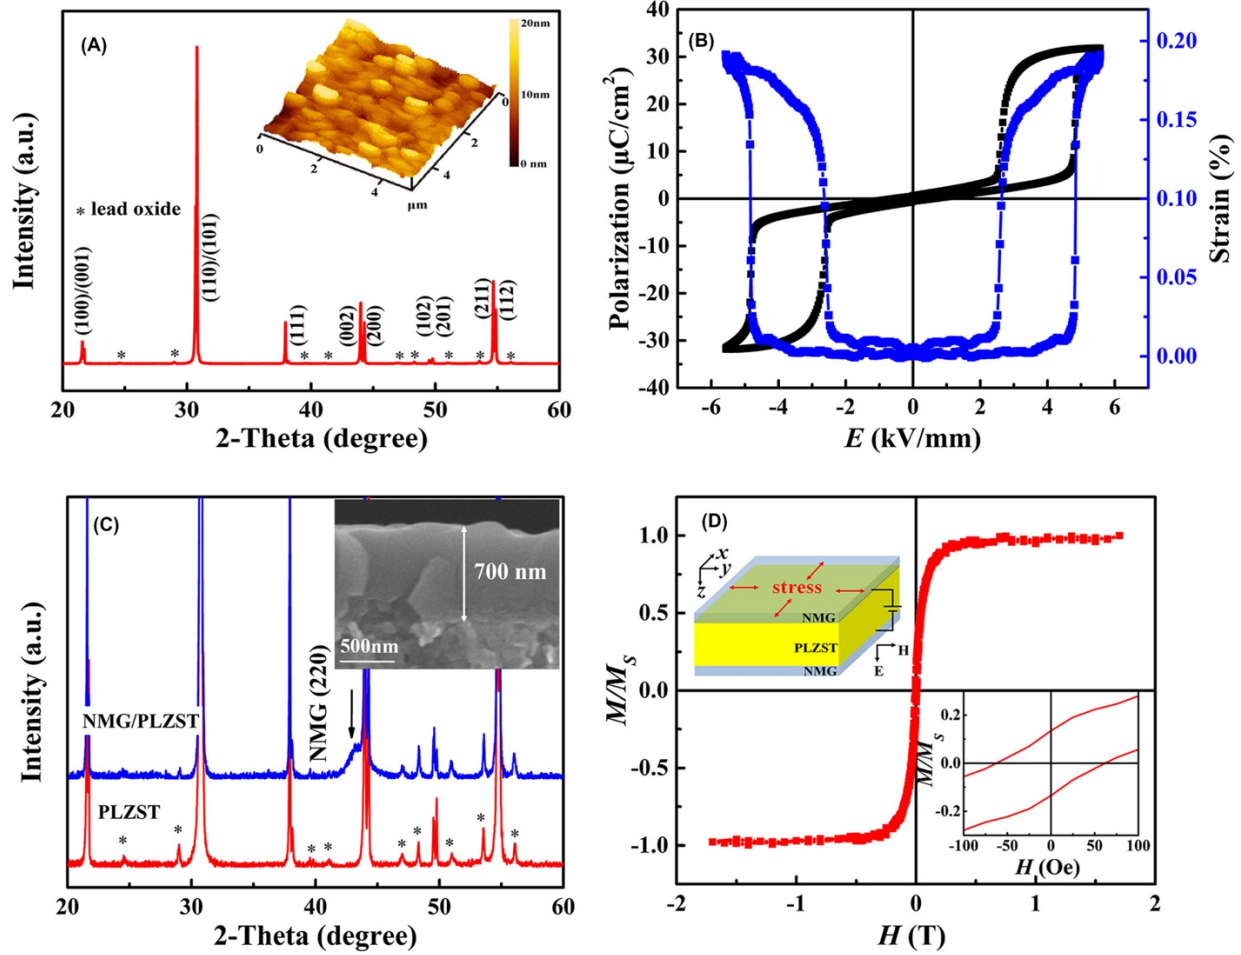 (A)
20nm
10nm
0 nm
0
2
4
0
2
4
μm
* lead oxide
(100)/(001)
(110)/(101)
(111)
(002)
(200)
(102)
(201)
(211)
(112)
* * * * * * * * *
20 30 40 50 60
2-Theta (degree)
Intensity (a.u.)
(B)
40
30
20
10
0
-10
-20
-30
-40
Polarization (μC/cm²)
0.20
0.15
0.10
0.05
0.00
Strain (%)
-6 -4 -2 0 2 4 6
E (kV/mm)
(C)
700 nm
500nm
NMG (220)
NMG/PLZST
PLZST
* * * * * * * * *
20 30 40 50 60
2-Theta (degree)
Intensity (a.u.)
(D)
1.0
0.5
0.0
-0.5
-1.0
M/M_S
x
y
z
stress
NMG
PLZST
NMG
H
E
0.2
0.0
-0.2
M/M_S
-100 -50 0 50 100
H (Oe)
-2 -1 0 1 2
H (T)